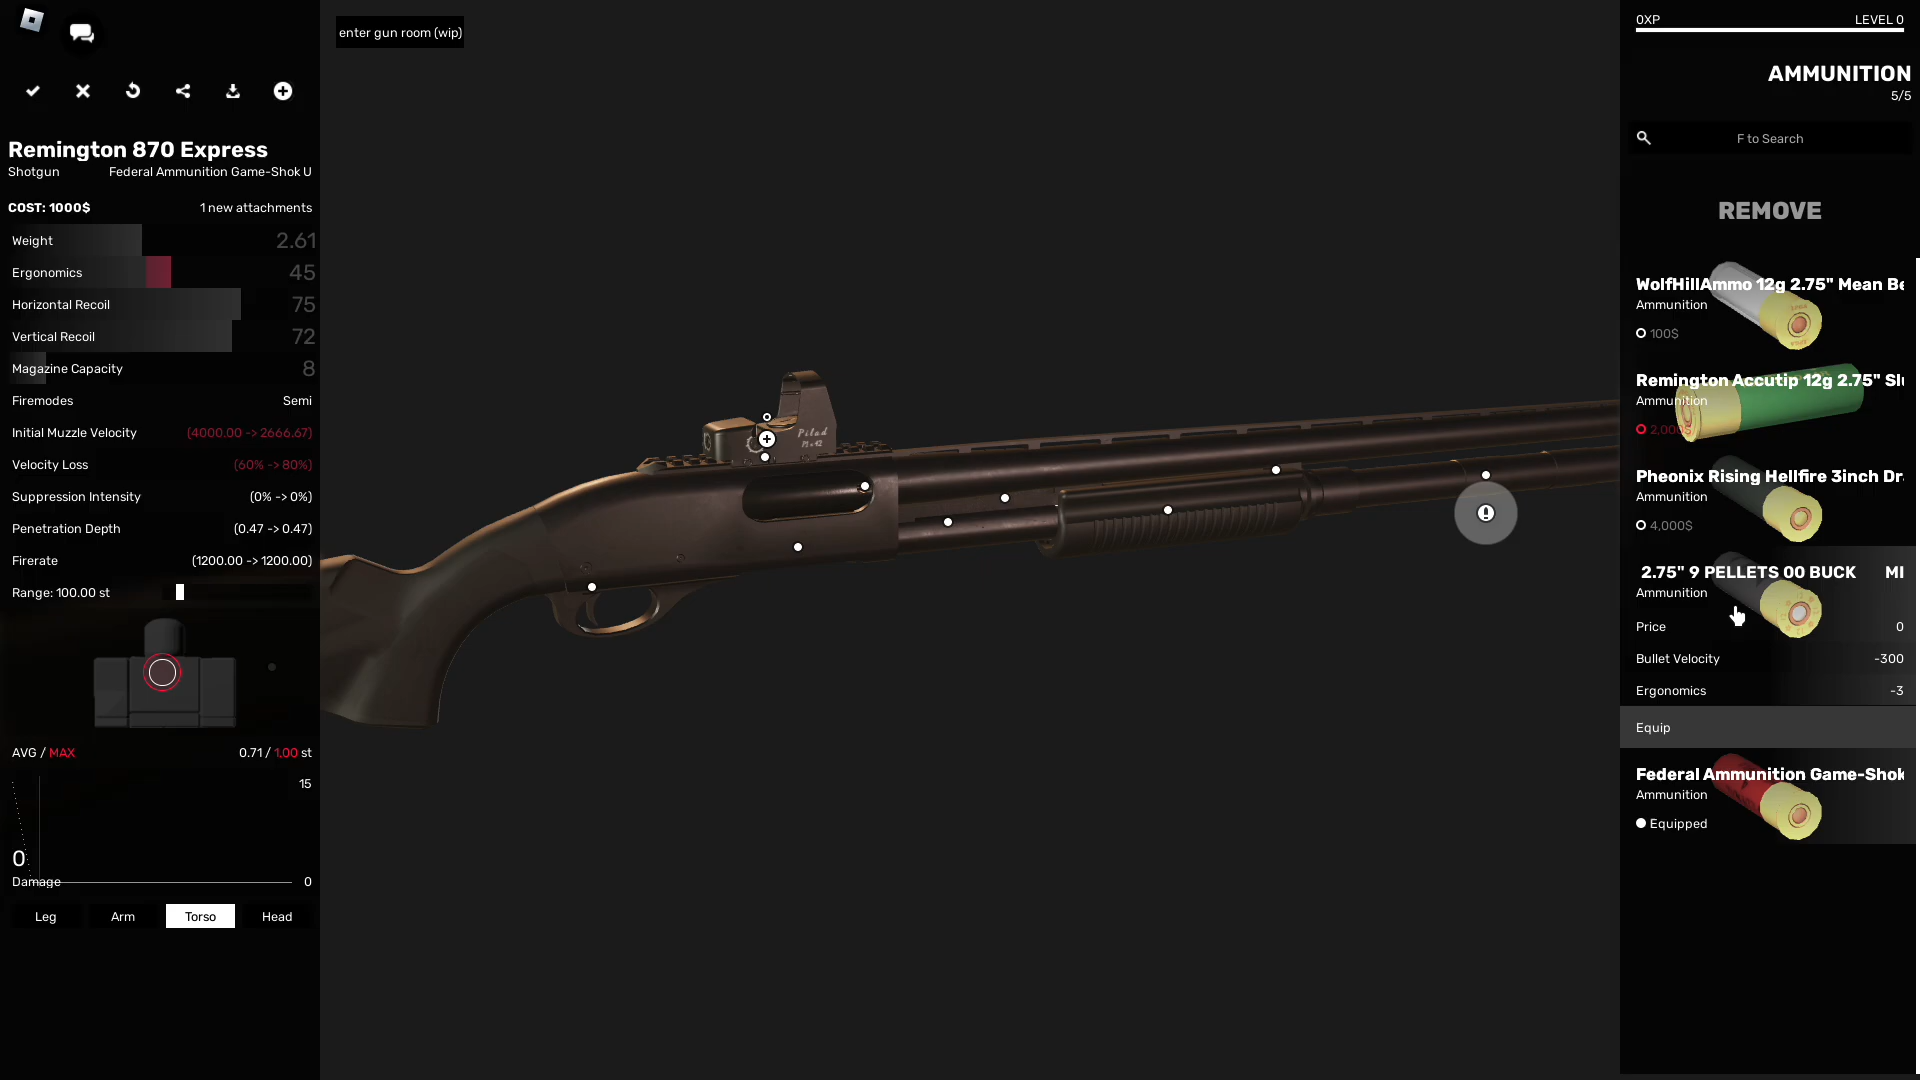 enter gun room (wip)
0XP LEVEL 0
AMMUNITION
5/5
F to Search
REMOVE
Remington 870 Express
Shotgun Federal Ammunition Game-Shok U
COST: 1000$ 1 new attachments
Weight 2.61
Ergonomics 45
Horizontal Recoil 75
Vertical Recoil 72
Magazine Capacity 8
Firemodes Semi
Initial Muzzle Velocity (4000.00 -> 2666.67)
Velocity Loss (60% -> 80%)
Suppression Intensity (0% -> 0%)
Penetration Depth (0.47 -> 0.47)
Firerate (1200.00 -> 1200.00)
Range: 100.00 st
AVG / MAX 0.71 / 1.00 st
15
0
Damage 0
Leg Arm Torso Head
Pilad
WolfHillAmmo 12g 2.75" Mean Be
Ammunition
100$
Remington Accutip 12g 2.75" Slu
Ammunition
2,000$
Pheonix Rising Hellfire 3inch Dr
Ammunition
4,000$
2.75" 9 PELLETS 00 BUCK MI
Ammunition
Price 0
Bullet Velocity -300
Ergonomics -3
Equip
Federal Ammunition Game-Shok
Ammunition
Equipped